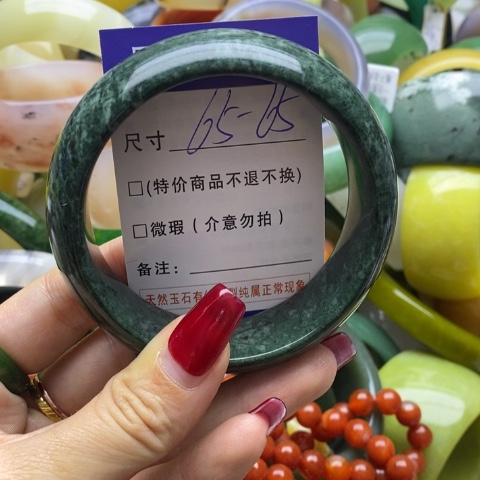 尺寸 65-65
□(特价商品不退不换)
□微瑕(介意勿拍)
备注:
天然玉石有 纯属正常现象